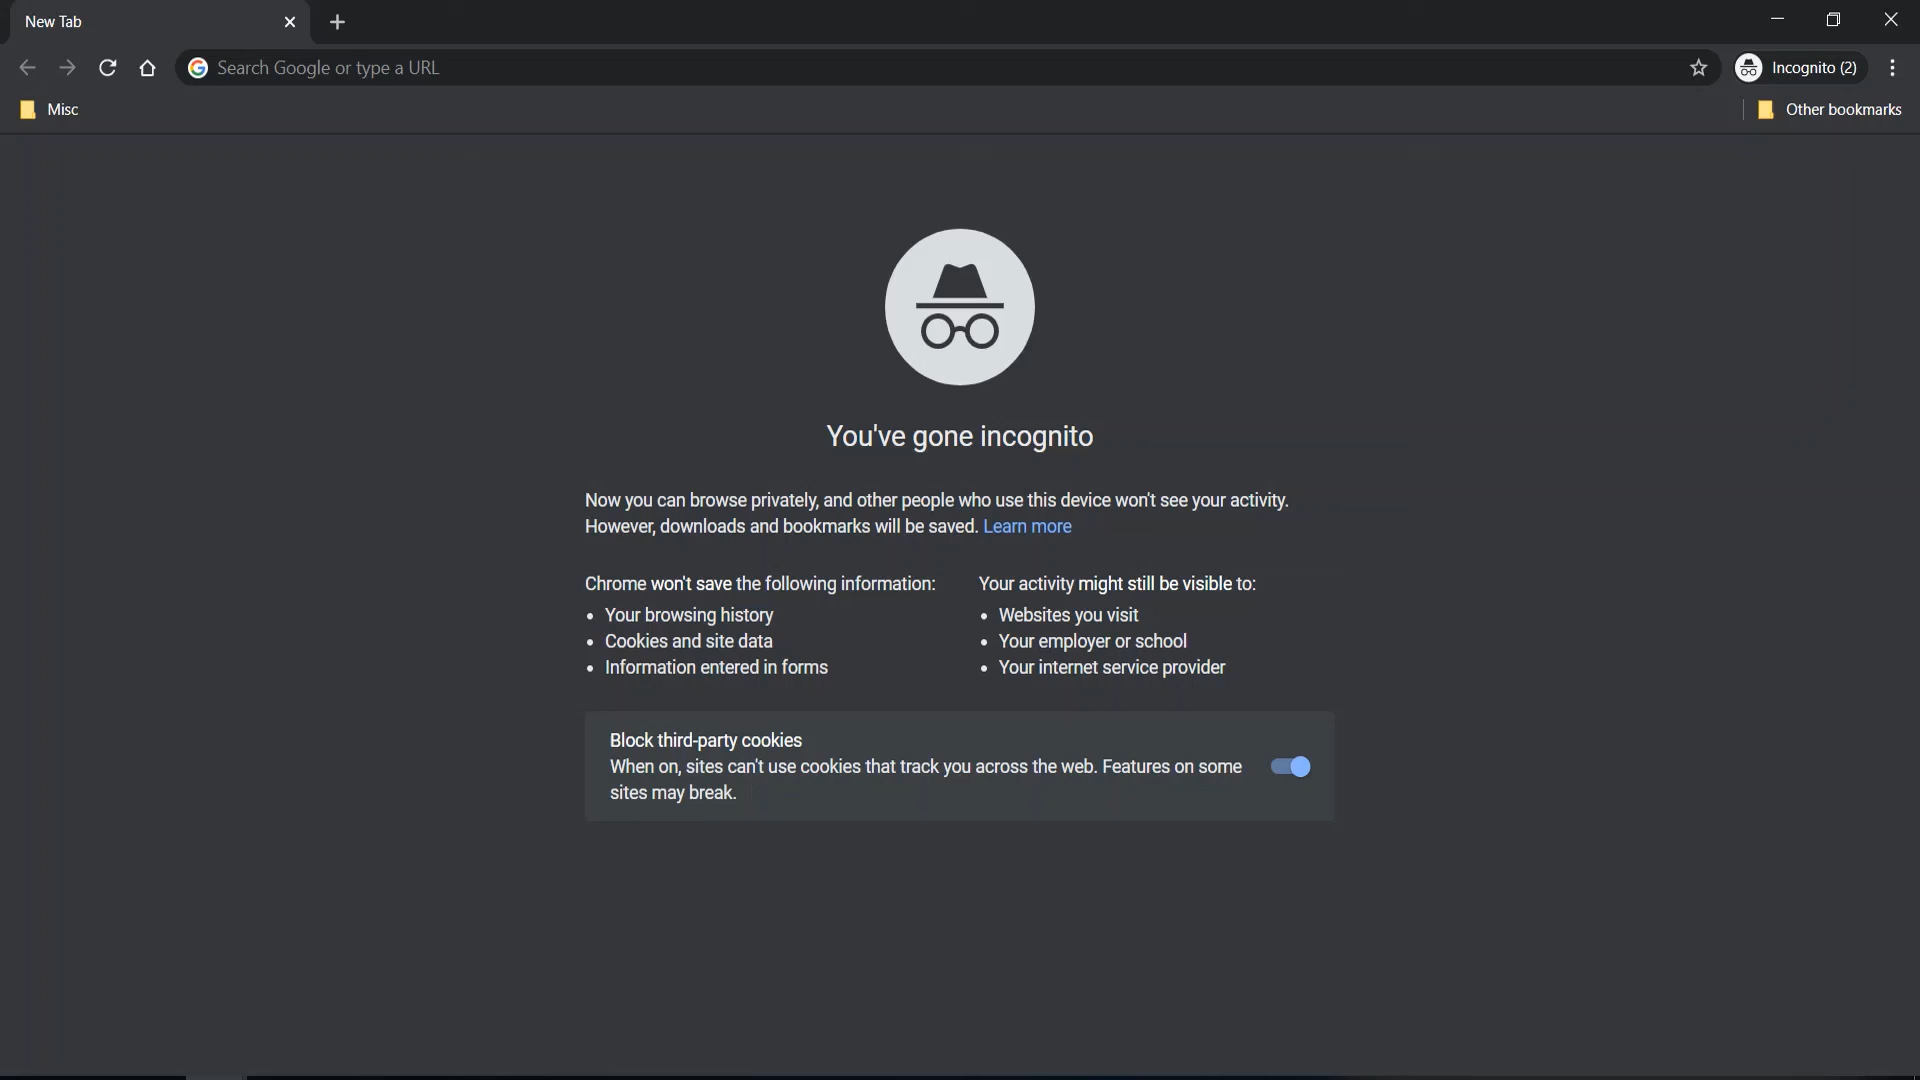 New Tab
Search Google or type a URL
Incognito (2)
Misc
Other bookmarks
You've gone incognito
Now you can browse privately, and other people who use this device won't see your activity.
However, downloads and bookmarks will be saved. Learn more
Chrome won't save the following information:
• Your browsing history
• Cookies and site data
• Information entered in forms
Your activity might still be visible to:
• Websites you visit
• Your employer or school
• Your internet service provider
Block third-party cookies
When on, sites can't use cookies that track you across the web. Features on some
sites may break.